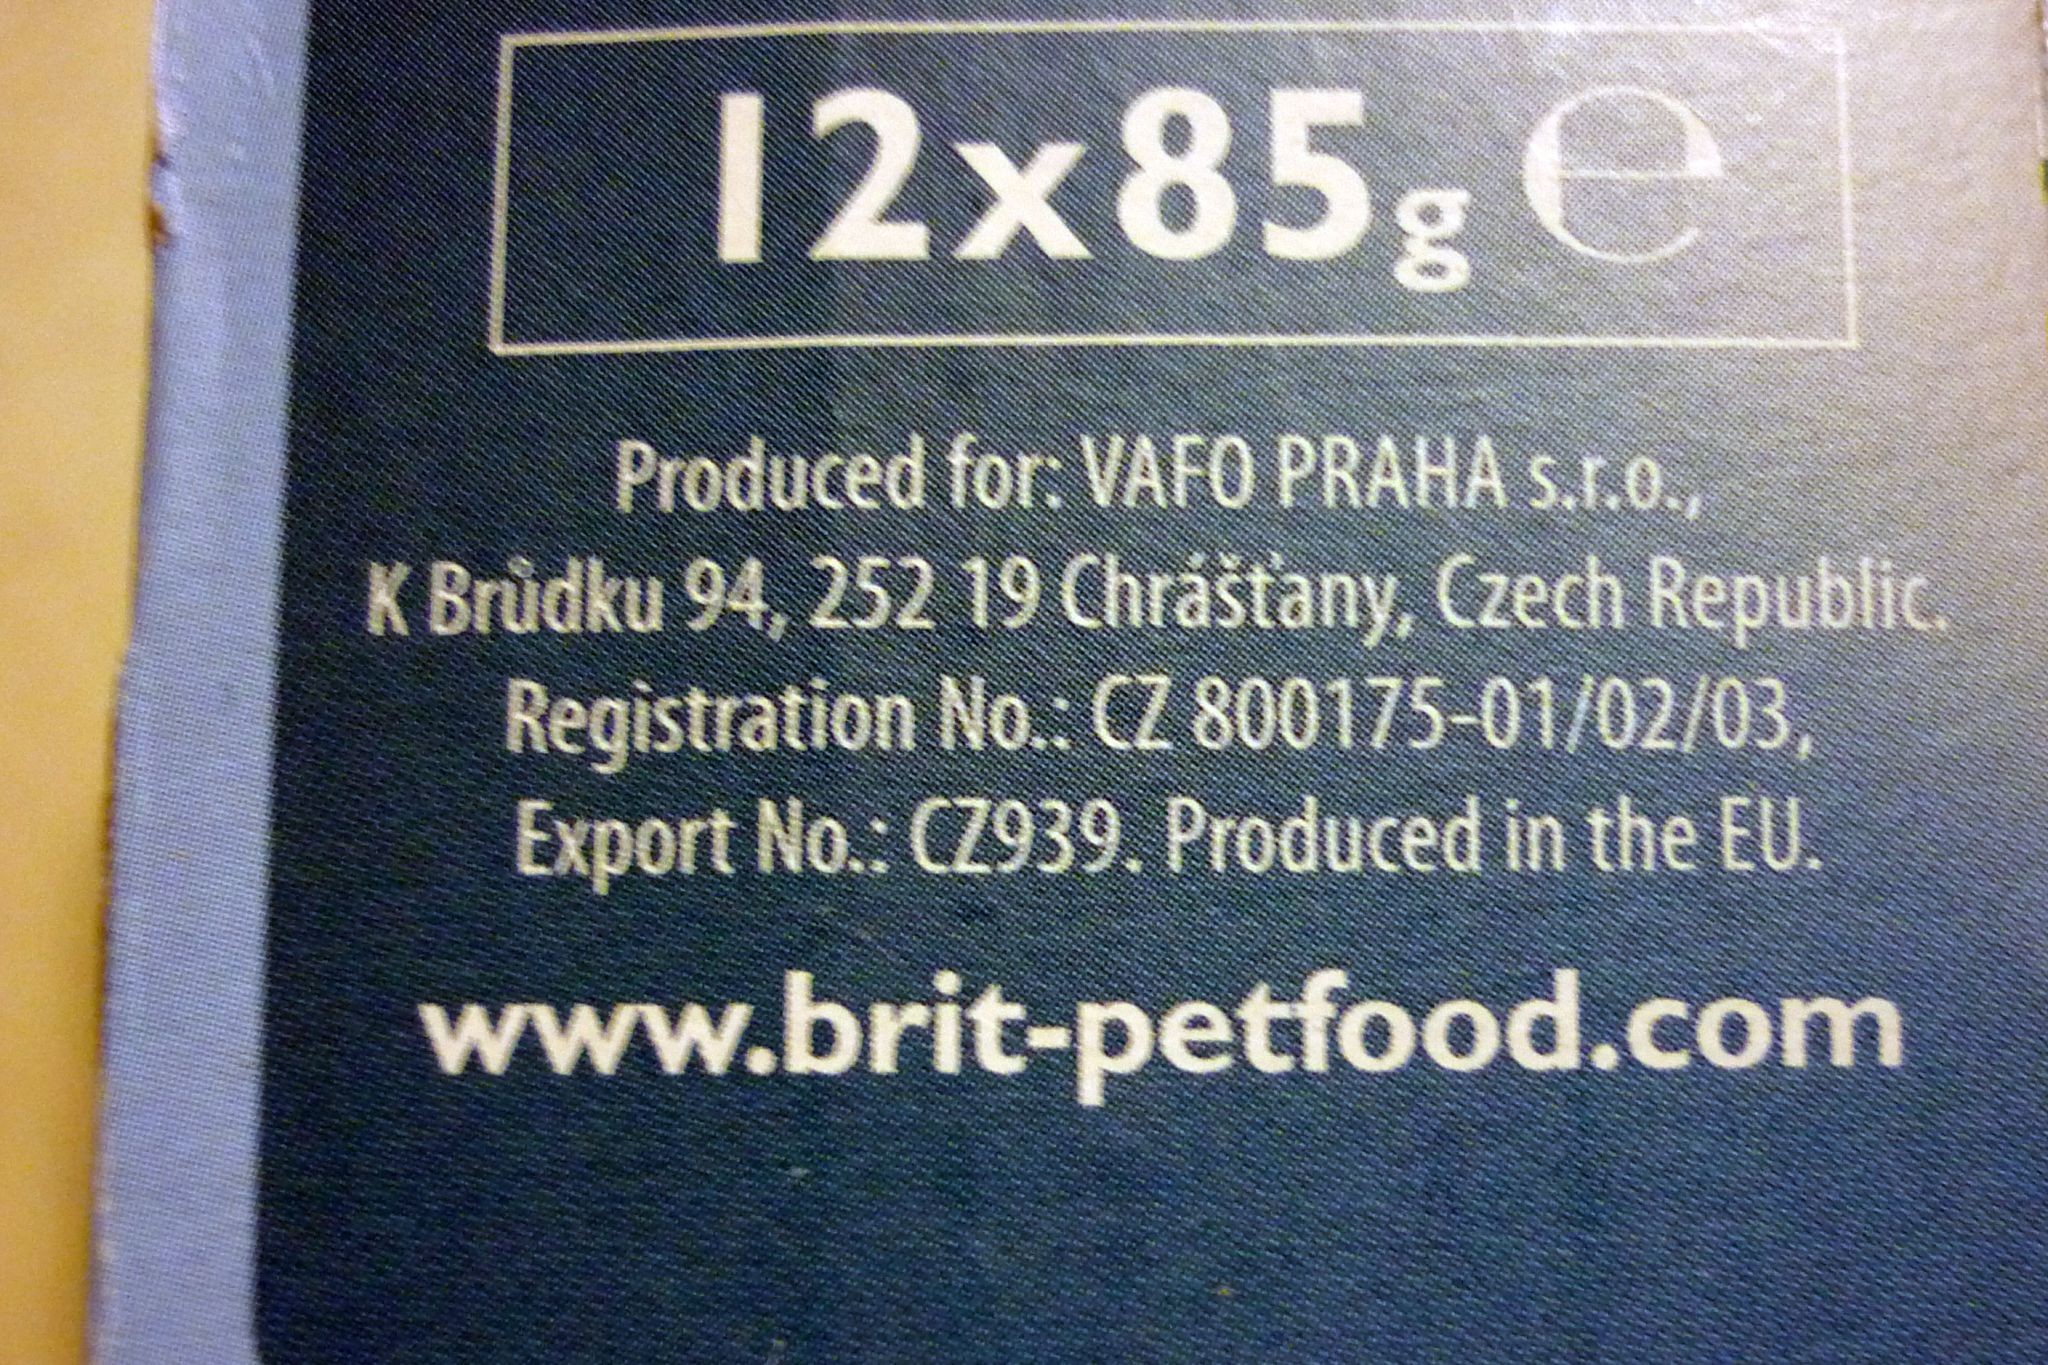 12x85g ℮
Produced for: VAFO PRAHA s.r.o.,
K Brůdku 94, 252 19 Chrášťany, Czech Republic.
Registration No.: CZ 800175-01/02/03,
Export No.: CZ939. Produced in the EU.
www.brit-petfood.com